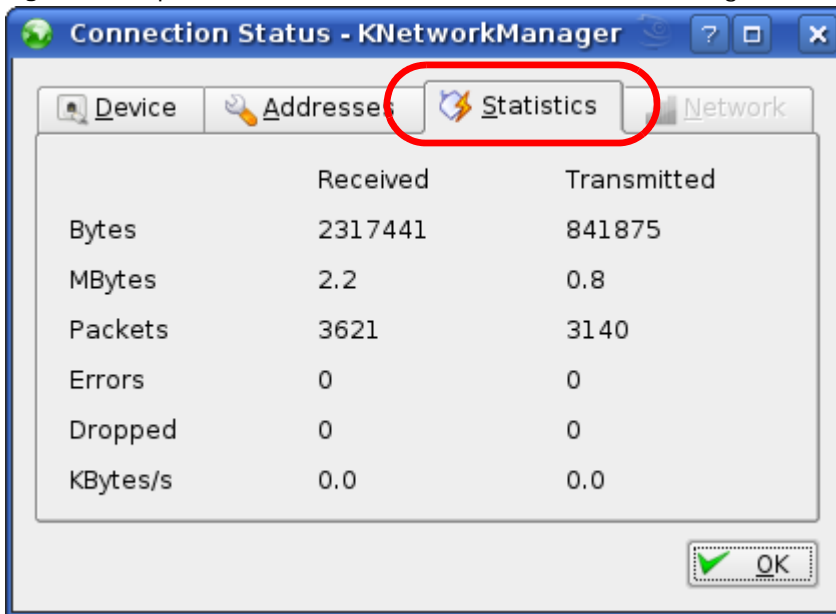 Connection Status - KNetworkManager
Device Addresses Statistics Network
Received Transmitted
Bytes 2317441 841875
MBytes 2.2 0.8
Packets 3621 3140
Errors 0 0
Dropped 0 0
KBytes/s 0.0 0.0
OK